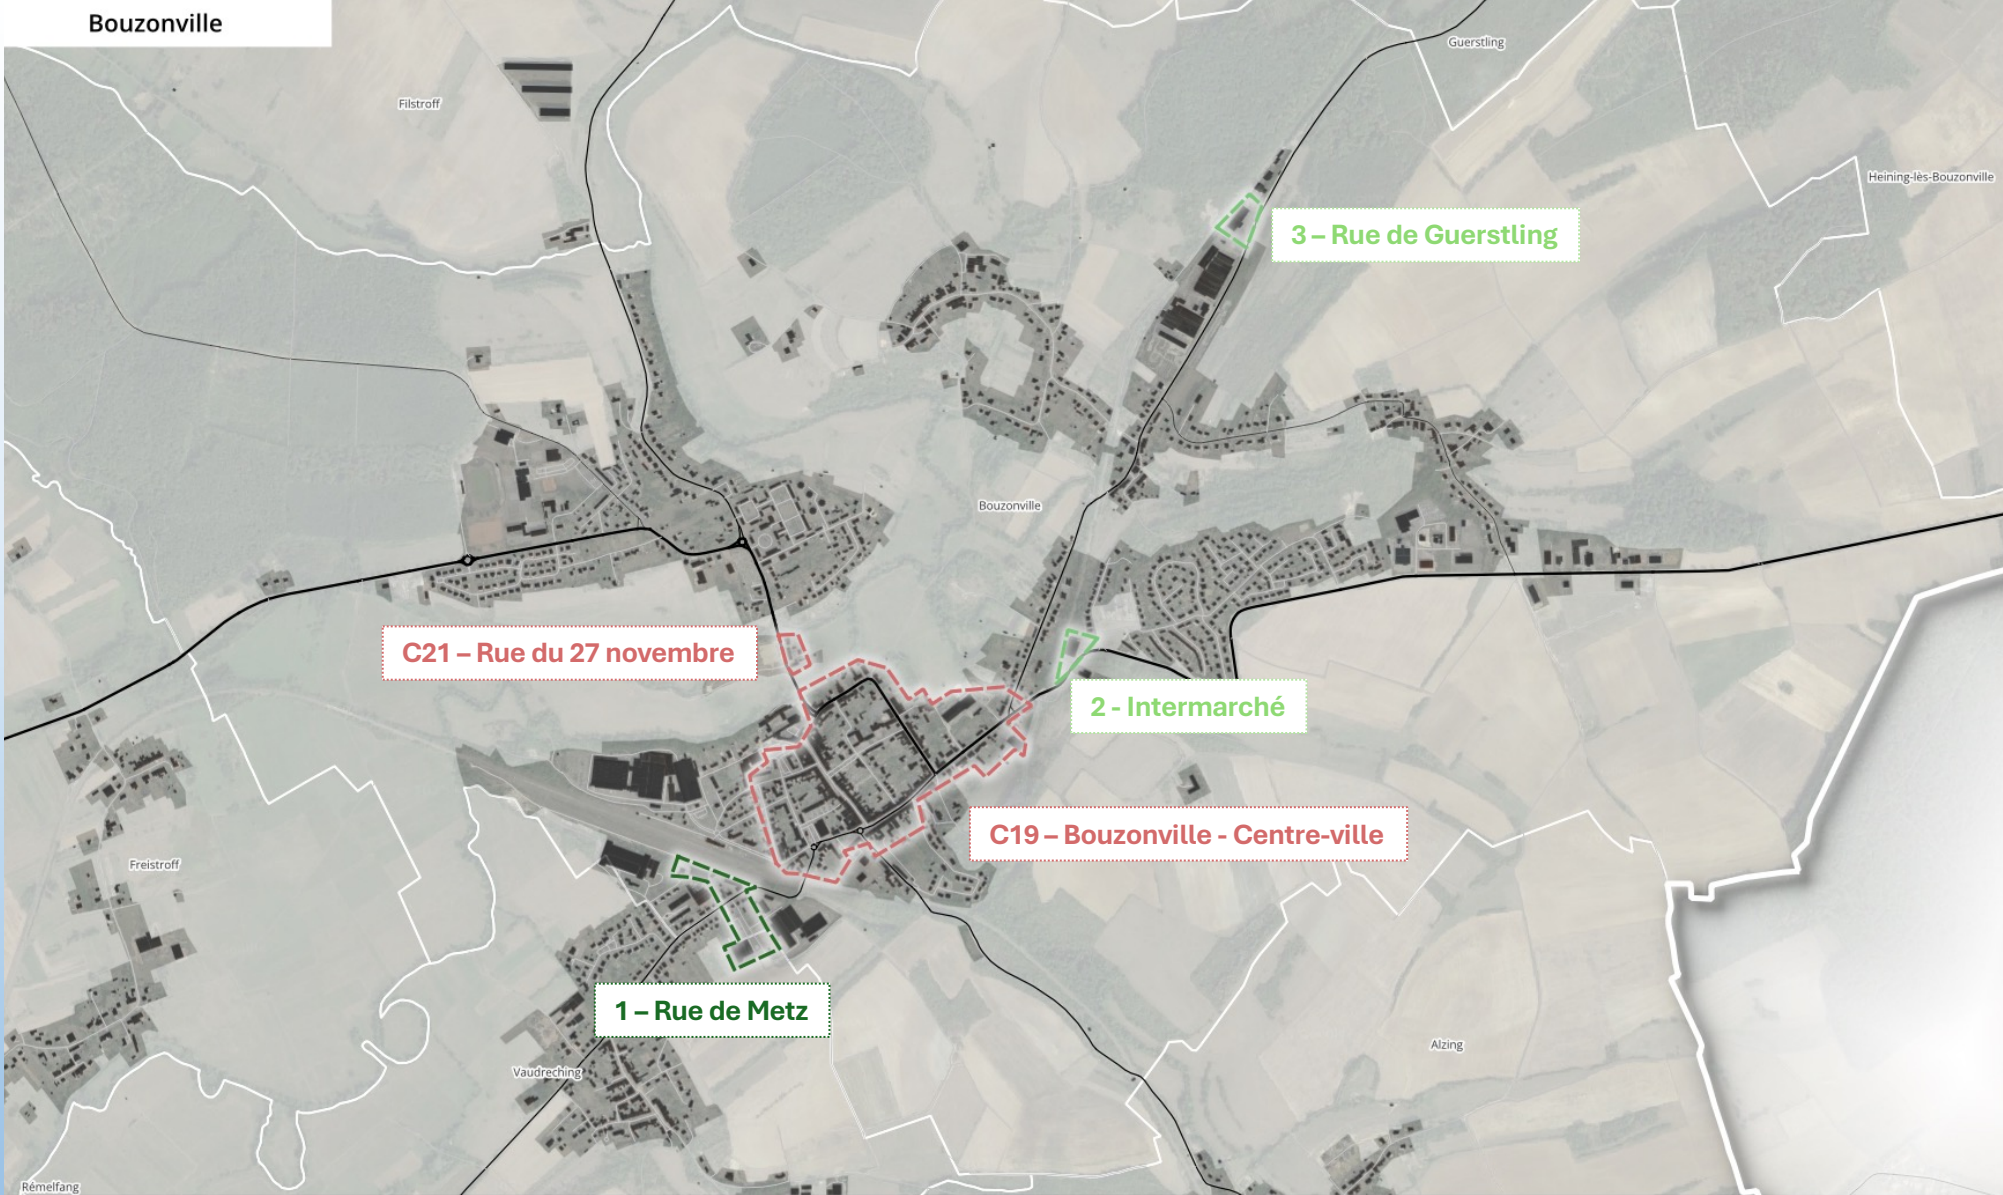 Bouzonville
Guerstling
Filstroff
Heining-lès-Bouzonville
3 – Rue de Guerstling
Bouzonville
C21 – Rue du 27 novembre
2 - Intermarché
C19 – Bouzonville - Centre-ville
Freistroff
1 – Rue de Metz
Alzing
Vaudreching
Rémelfang